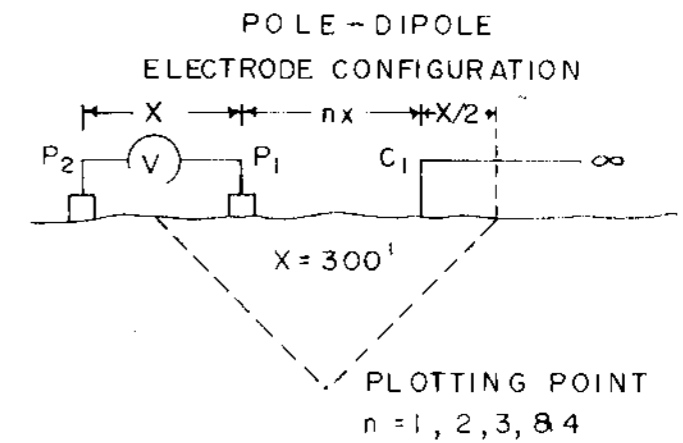 POLE-DIPOLE
ELECTRODE CONFIGURATION
X nx X/2
P2 V P1 C1 ∞
X = 300'
PLOTTING POINT
n = 1, 2, 3, & 4